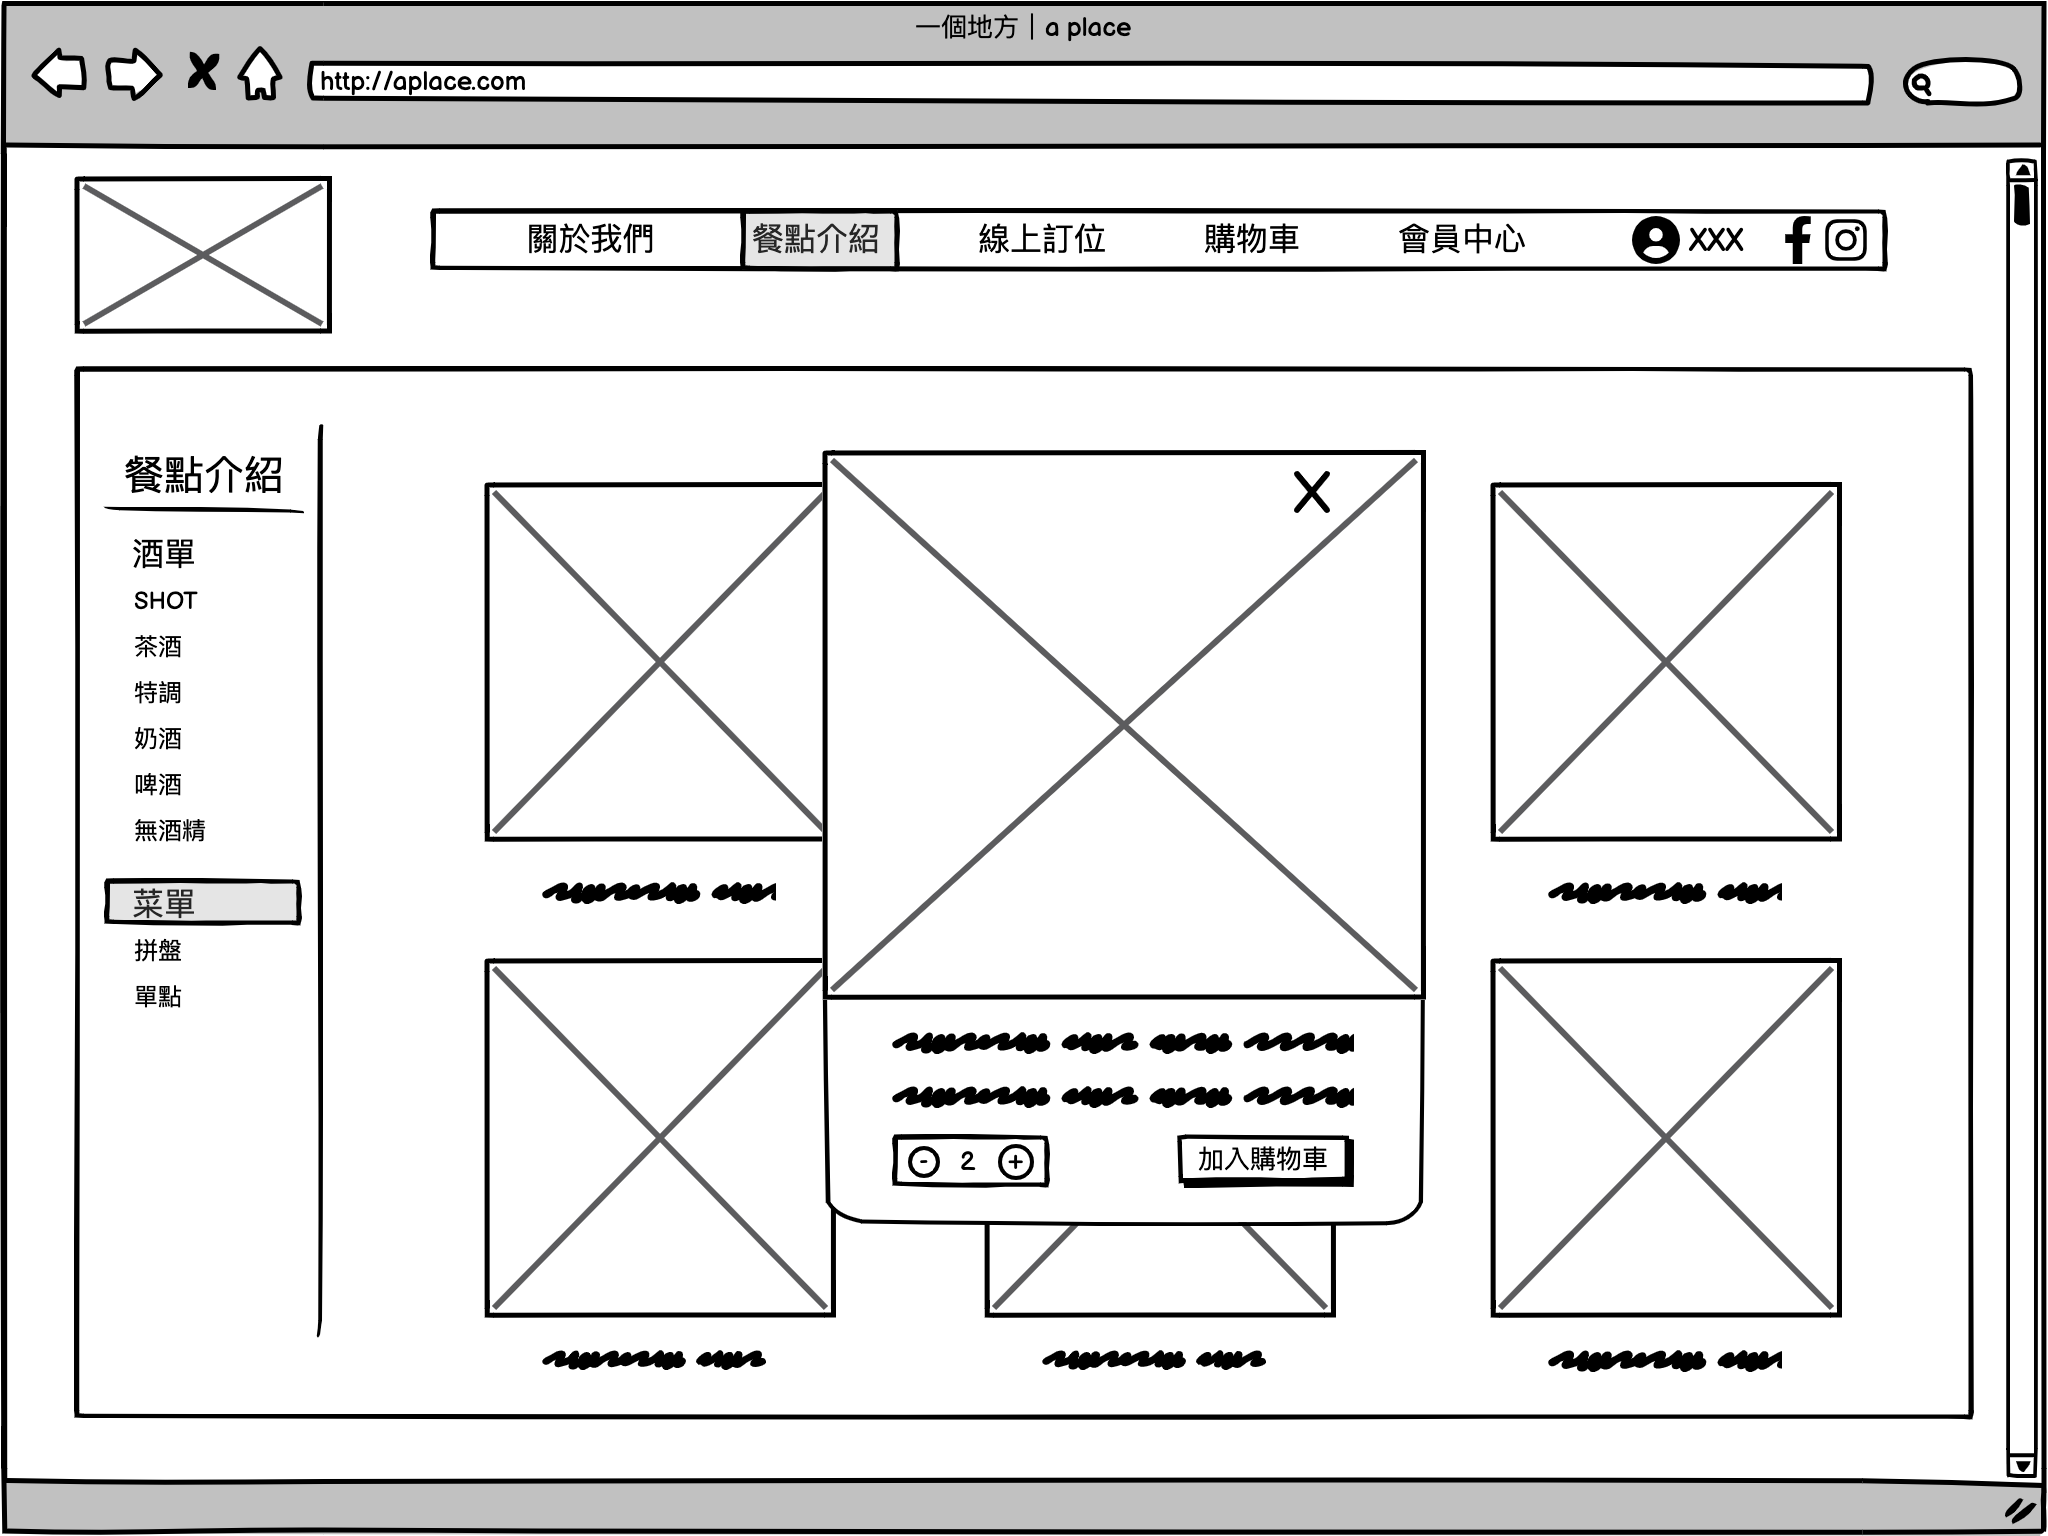 一個地方｜a place
http://aplace.com
關於我們 餐點介紹 線上訂位 購物車 會員中心 XXX
餐點介紹
酒單
SHOT
茶酒
特調
奶酒
啤酒
無酒精
菜單
拼盤
單點
X
- 2 + 加入購物車